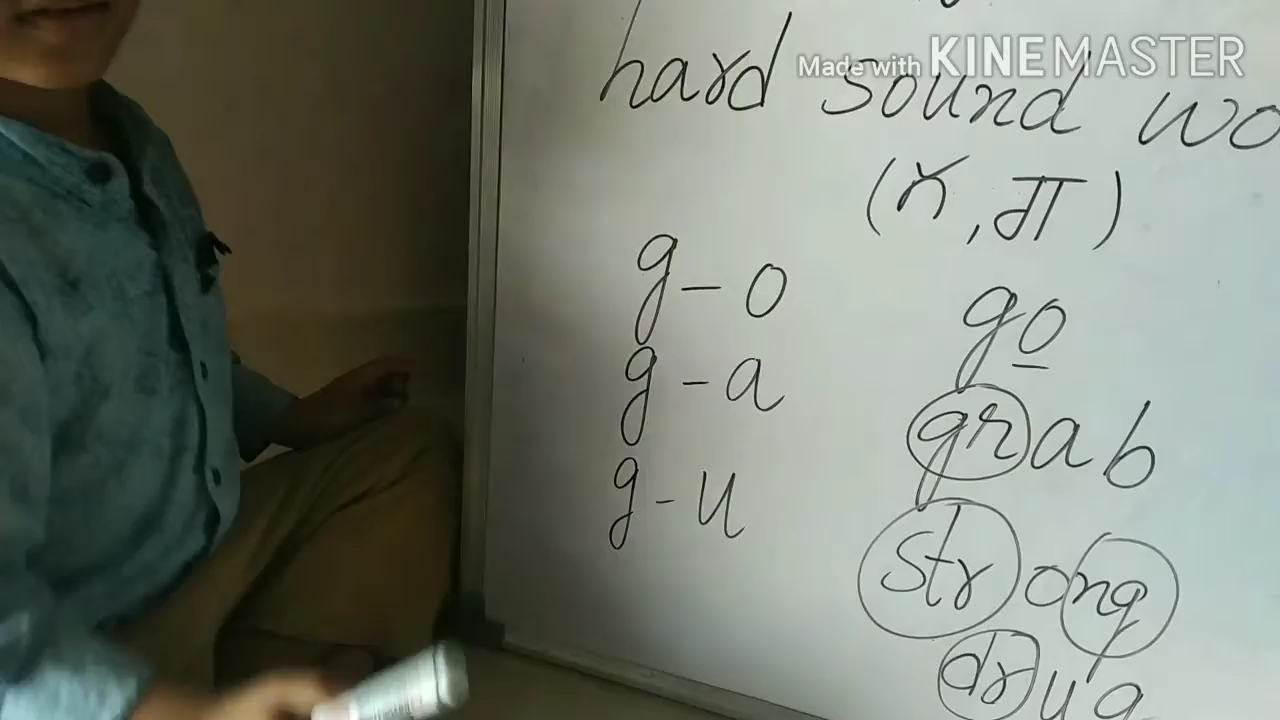 Made with KINEMASTER
hard sound wo
(ग्, ग)
g - o go
g - a grab
g - u strong
drug